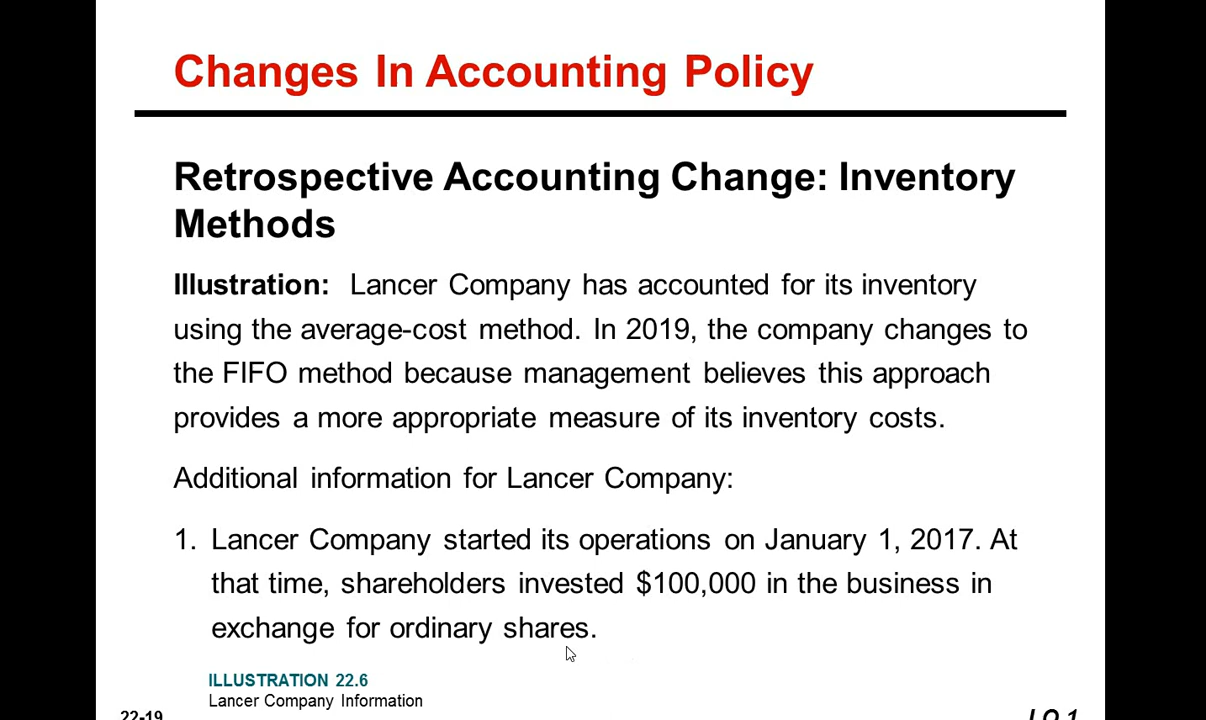 Changes In Accounting Policy
Retrospective Accounting Change: Inventory
Methods
Illustration: Lancer Company has accounted for its inventory
using the average-cost method. In 2019, the company changes to
the FIFO method because management believes this approach
provides a more appropriate measure of its inventory costs.
Additional information for Lancer Company:
1. Lancer Company started its operations on January 1, 2017. At
that time, shareholders invested $100,000 in the business in
exchange for ordinary shares.
ILLUSTRATION 22.6
Lancer Company Information
22-19
LO 1